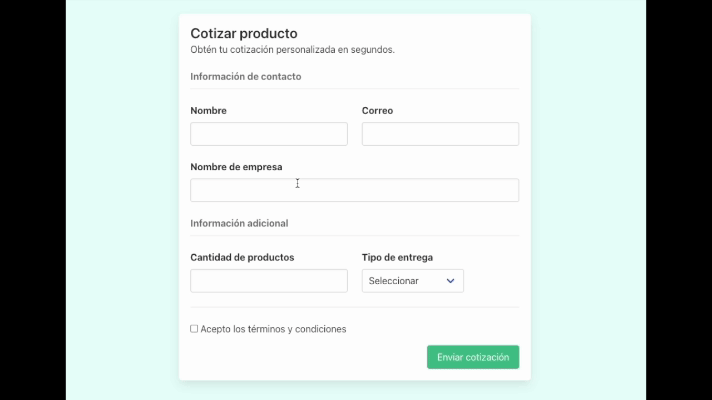 Cotizar producto
Obtén tu cotización personalizada en segundos.
Información de contacto
Nombre
Correo
Nombre de empresa
Información adicional
Cantidad de productos
Tipo de entrega
Seleccionar
Acepto los términos y condiciones
Enviar cotización